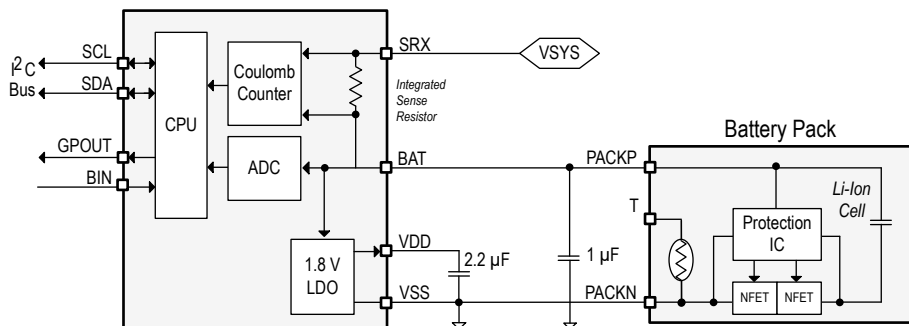 I2C
Bus
SCL
SDA
GPOUT
BIN
CPU
Coulomb
Counter
ADC
1.8 V
LDO
Integrated
Sense
Resistor
SRX
VSYS
BAT
VDD
VSS
2.2 µF
1 µF
Battery Pack
PACKP
T
PACKN
Protection
IC
NFET
NFET
Li-Ion
Cell